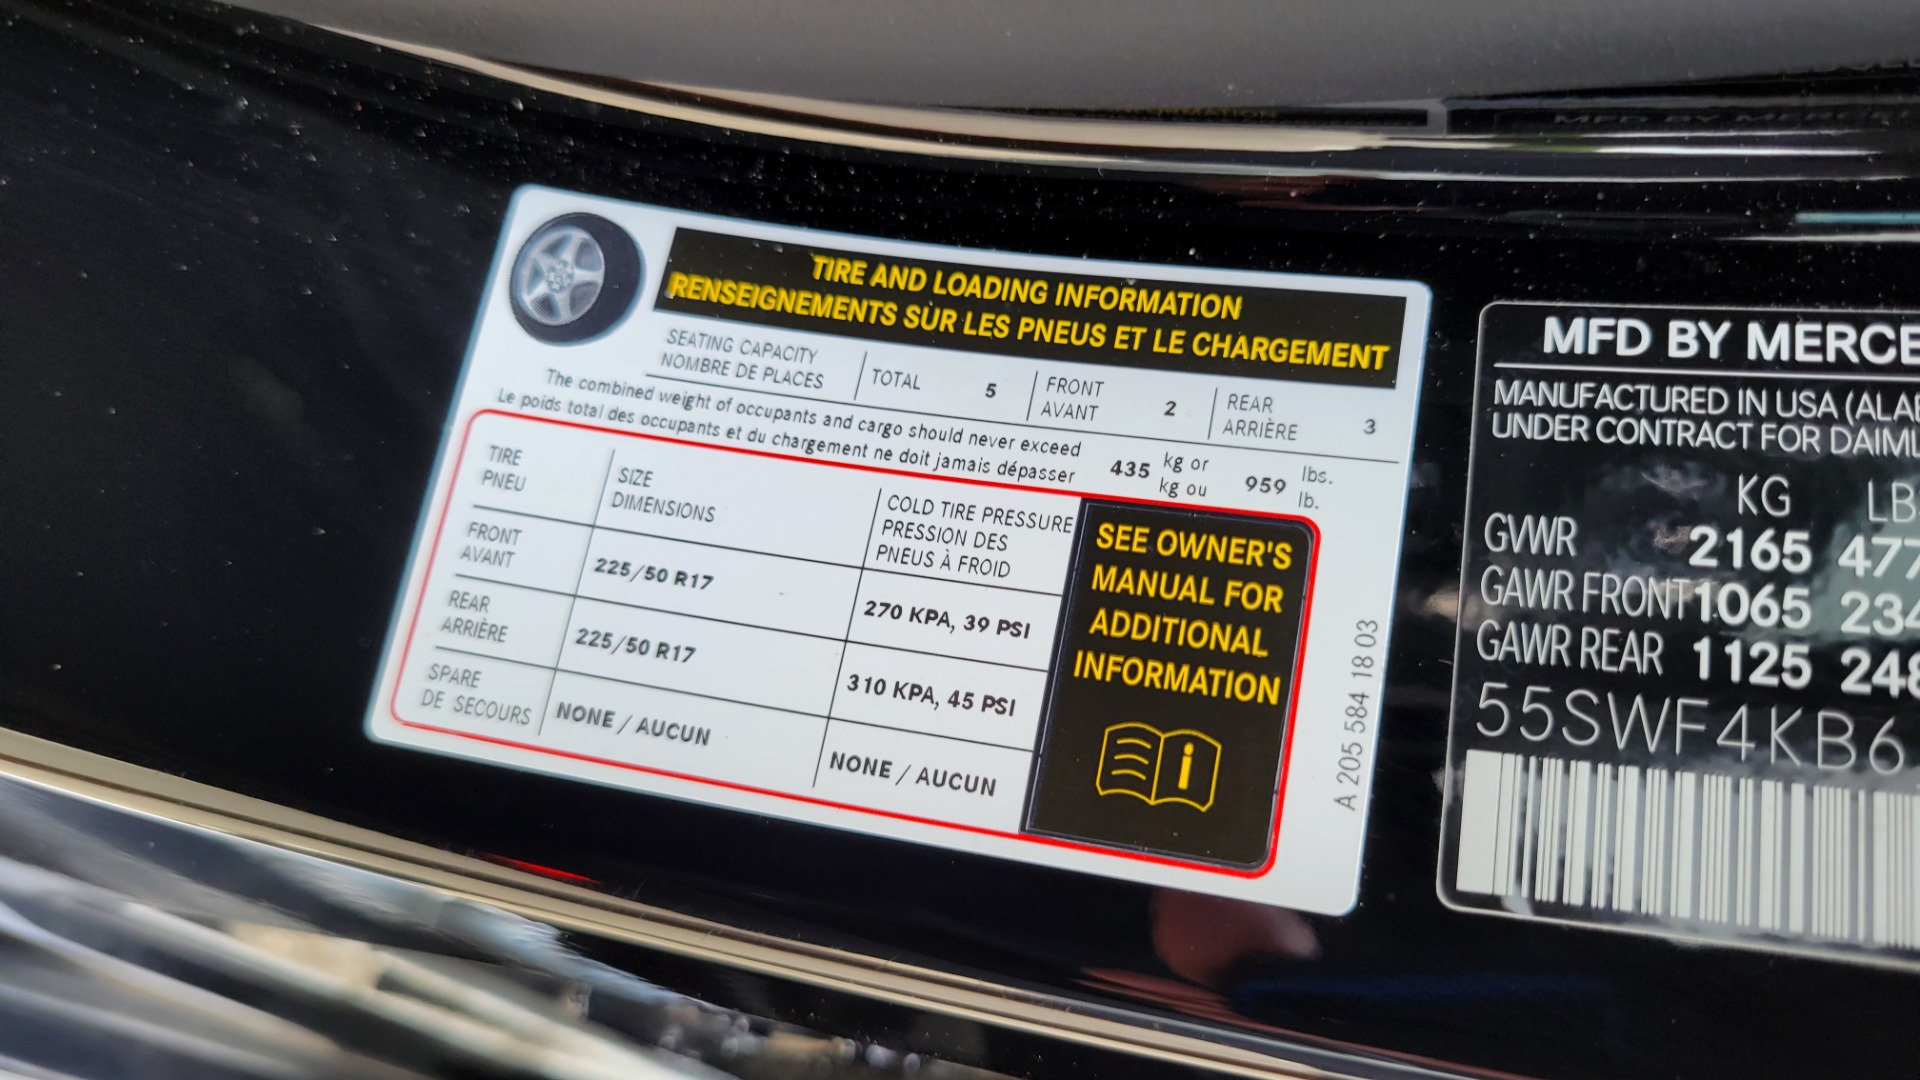 TIRE AND LOADING INFORMATION
RENSEIGNEMENTS SUR LES PNEUS ET LE CHARGEMENT
SEATING CAPACITY
NOMBRE DE PLACES
TOTAL 5
FRONT
AVANT 2
REAR
ARRIÈRE 3
The combined weight of occupants and cargo should never exceed
Le poids total des occupants et du chargement ne doit jamais dépasser
435 kg or
kg ou
959 lbs.
lb.
TIRE
PNEU
SIZE
DIMENSIONS
COLD TIRE PRESSURE
PRESSION DES
PNEUS À FROID
FRONT
AVANT
225/50 R17
270 KPA, 39 PSI
REAR
ARRIÈRE
225/50 R17
310 KPA, 45 PSI
SPARE
DE SECOURS
NONE / AUCUN
NONE / AUCUN
SEE OWNER'S
MANUAL FOR
ADDITIONAL
INFORMATION
A 205 584 18 03
MFD BY MERCE
MANUFACTURED IN USA (ALA
UNDER CONTRACT FOR DAIML
KG LB
GVWR 2165 477
GAWR FRONT 1065 234
GAWR REAR 1125 248
55SWF4KB6